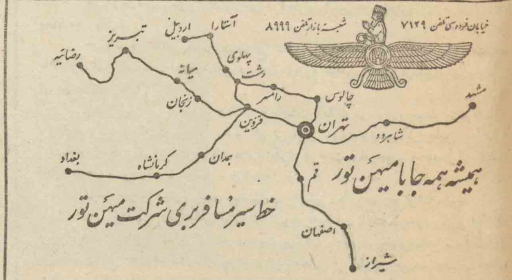 خیابان فردوسی تلفن ۷۱۲۹
شعبه بازار تلفن ۸۹۹۹
آستارا
اردبیل
تبریز
رضائیه
پهلوی
رشت
میانه
زنجان
رامسر
چالوس
مشهد
قزوین
تهران
شاهرود
همدان
کرمانشاه
بغداد
قم
همیشه همه جا با میهن تور
خط سیر مسافربری شرکت میهن تور
اصفهان
شیراز